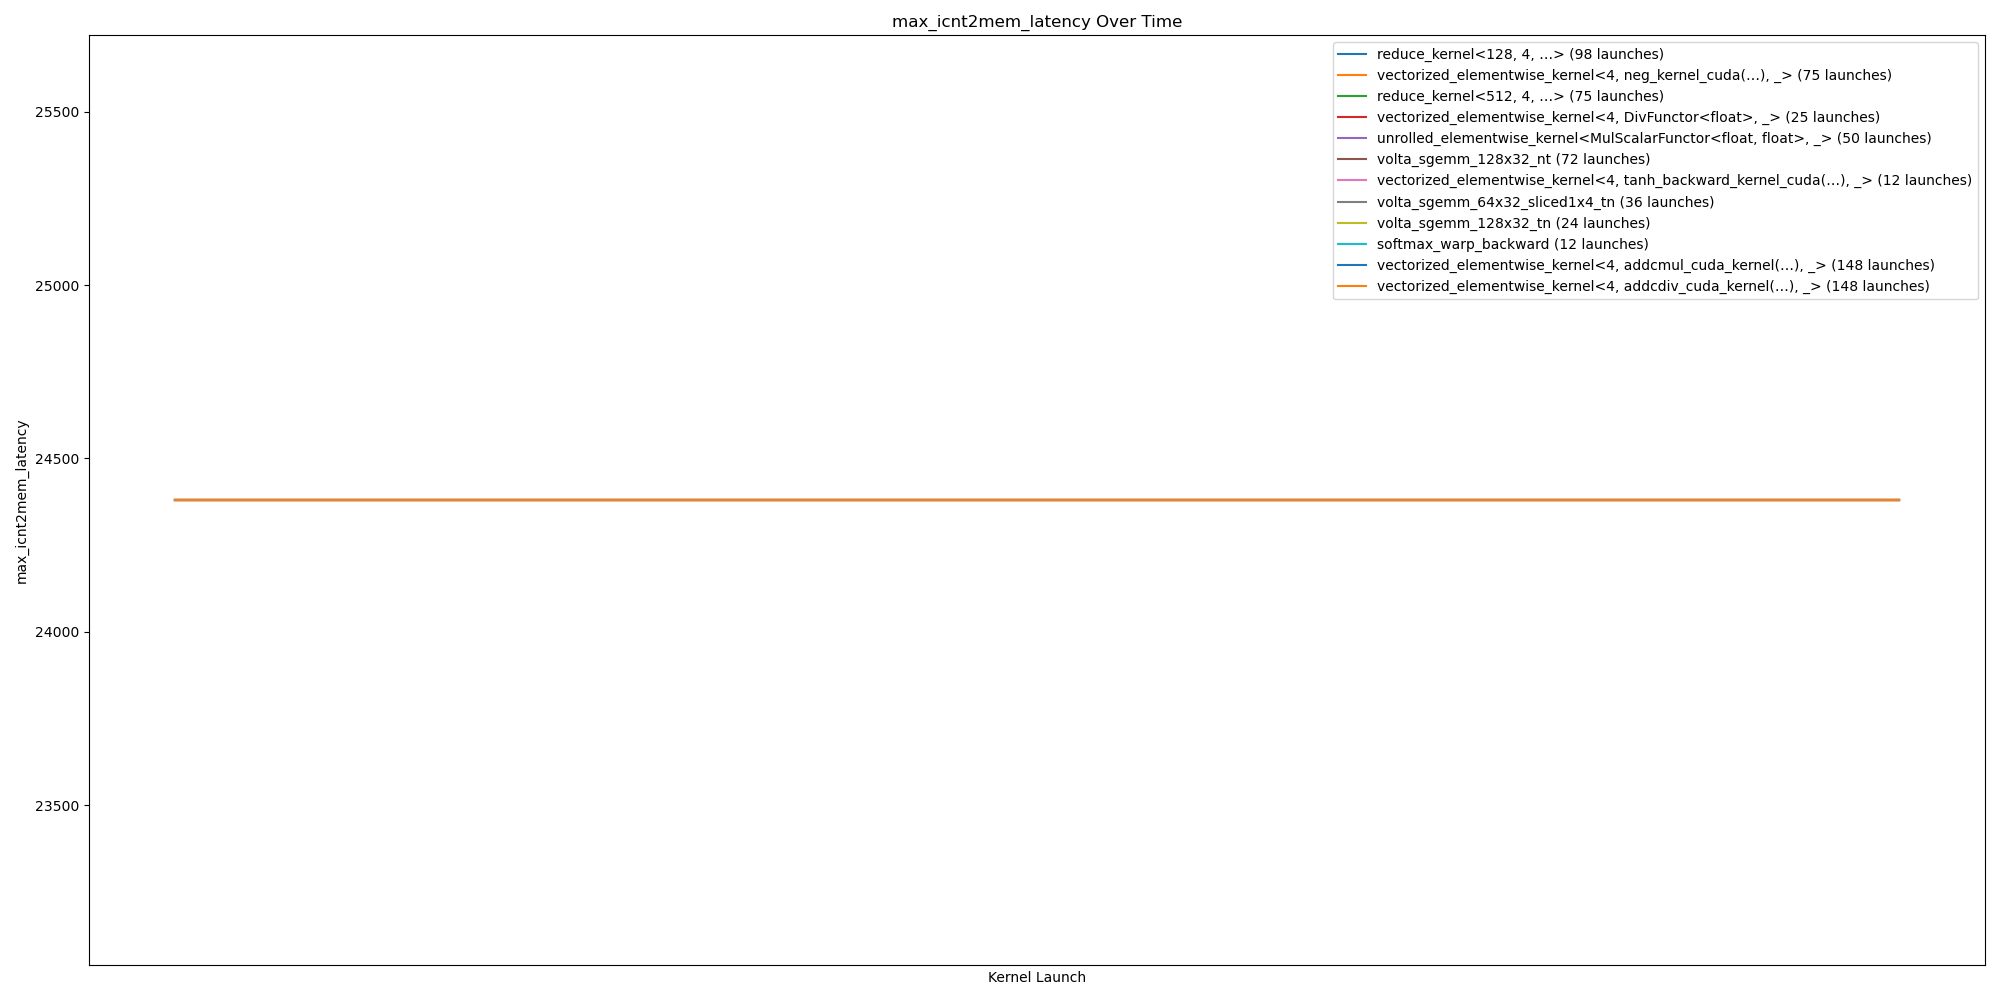 max_icnt2mem_latency Over Time
reduce_kernel<128, 4, ...> (98 launches)
vectorized_elementwise_kernel<4, neg_kernel_cuda(...), _> (75 launches)
reduce_kernel<512, 4, ...> (75 launches)
vectorized_elementwise_kernel<4, DivFunctor<float>, _> (25 launches)
unrolled_elementwise_kernel<MulScalarFunctor<float, float>, _> (50 launches)
volta_sgemm_128x32_nt (72 launches)
vectorized_elementwise_kernel<4, tanh_backward_kernel_cuda(...), _> (12 launches)
volta_sgemm_64x32_sliced1x4_tn (36 launches)
volta_sgemm_128x32_tn (24 launches)
softmax_warp_backward (12 launches)
vectorized_elementwise_kernel<4, addcmul_cuda_kernel(...), _> (148 launches)
vectorized_elementwise_kernel<4, addcdiv_cuda_kernel(...), _> (148 launches)
25500
25000
24500
24000
23500
max_icnt2mem_latency
Kernel Launch